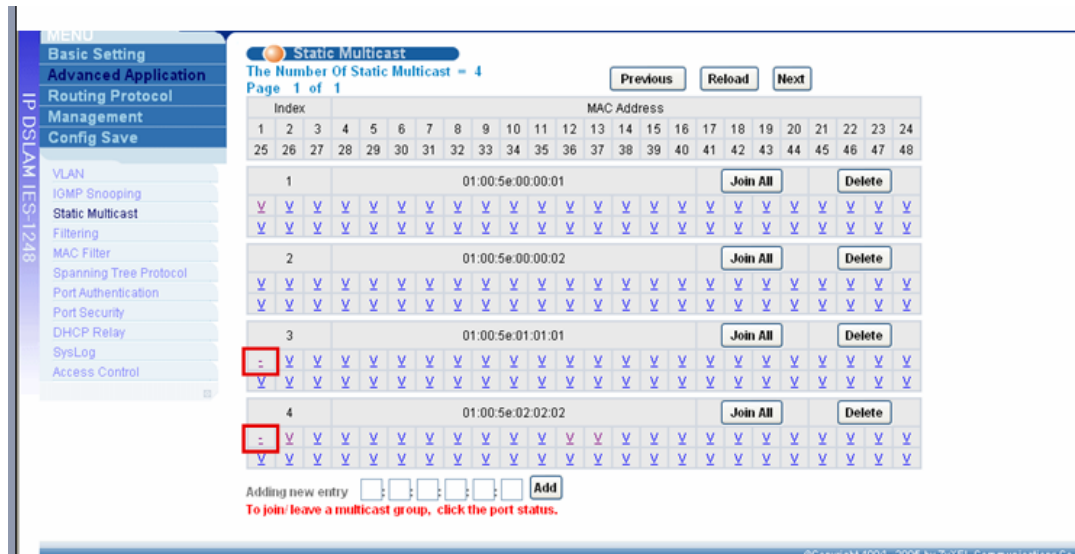 MENU
Basic Setting
Advanced Application
Routing Protocol
Management
Config Save
IP DSLAM IES-1248
VLAN
IGMP Snooping
Static Multicast
Filtering
MAC Filter
Spanning Tree Protocol
Port Authentication
Port Security
DHCP Relay
SysLog
Access Control
Static Multicast
The Number Of Static Multicast = 4
Page 1 of 1
Previous Reload Next
Index MAC Address
1 2 3 4 5 6 7 8 9 10 11 12 13 14 15 16 17 18 19 20 21 22 23 24
25 26 27 28 29 30 31 32 33 34 35 36 37 38 39 40 41 42 43 44 45 46 47 48
1 01:00:5e:00:00:01 Join All Delete
V V V V V V V V V V V V V V V V V V V V V V V V
V V V V V V V V V V V V V V V V V V V V V V V V
2 01:00:5e:00:00:02 Join All Delete
V V V V V V V V V V V V V V V V V V V V V V V V
V V V V V V V V V V V V V V V V V V V V V V V V
3 01:00:5e:01:01:01 Join All Delete
- V V V V V V V V V V V V V V V V V V V V V V V
V V V V V V V V V V V V V V V V V V V V V V V V
4 01:00:5e:02:02:02 Join All Delete
- V V V V V V V V V V V V V V V V V V V V V V V
V V V V V V V V V V V V V V V V V V V V V V V V
Adding new entry : : : : : Add
To join/leave a multicast group, click the port status.